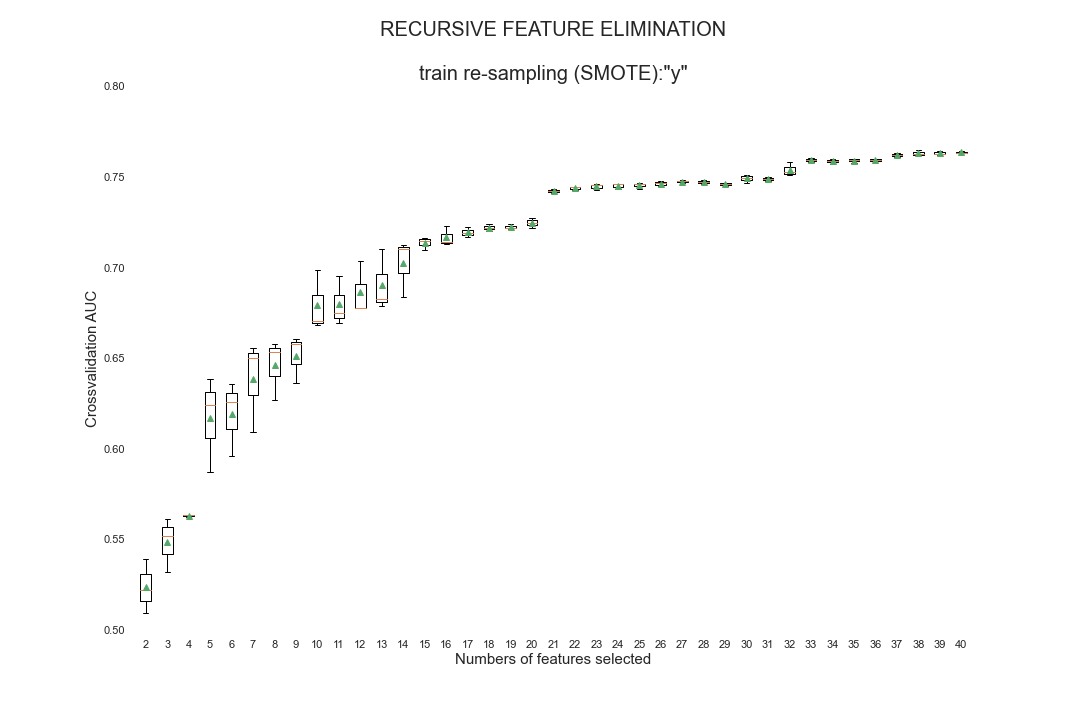 RECURSIVE FEATURE ELIMINATION
train re-sampling (SMOTE):"y"
0.80
0.75
0.70
0.65
0.60
0.55
0.50
Crossvalidation AUC
2 3 4 5 6 7 8 9 10 11 12 13 14 15 16 17 18 19 20 21 22 23 24 25 26 27 28 29 30 31 32 33 34 35 36 37 38 39 40
Numbers of features selected